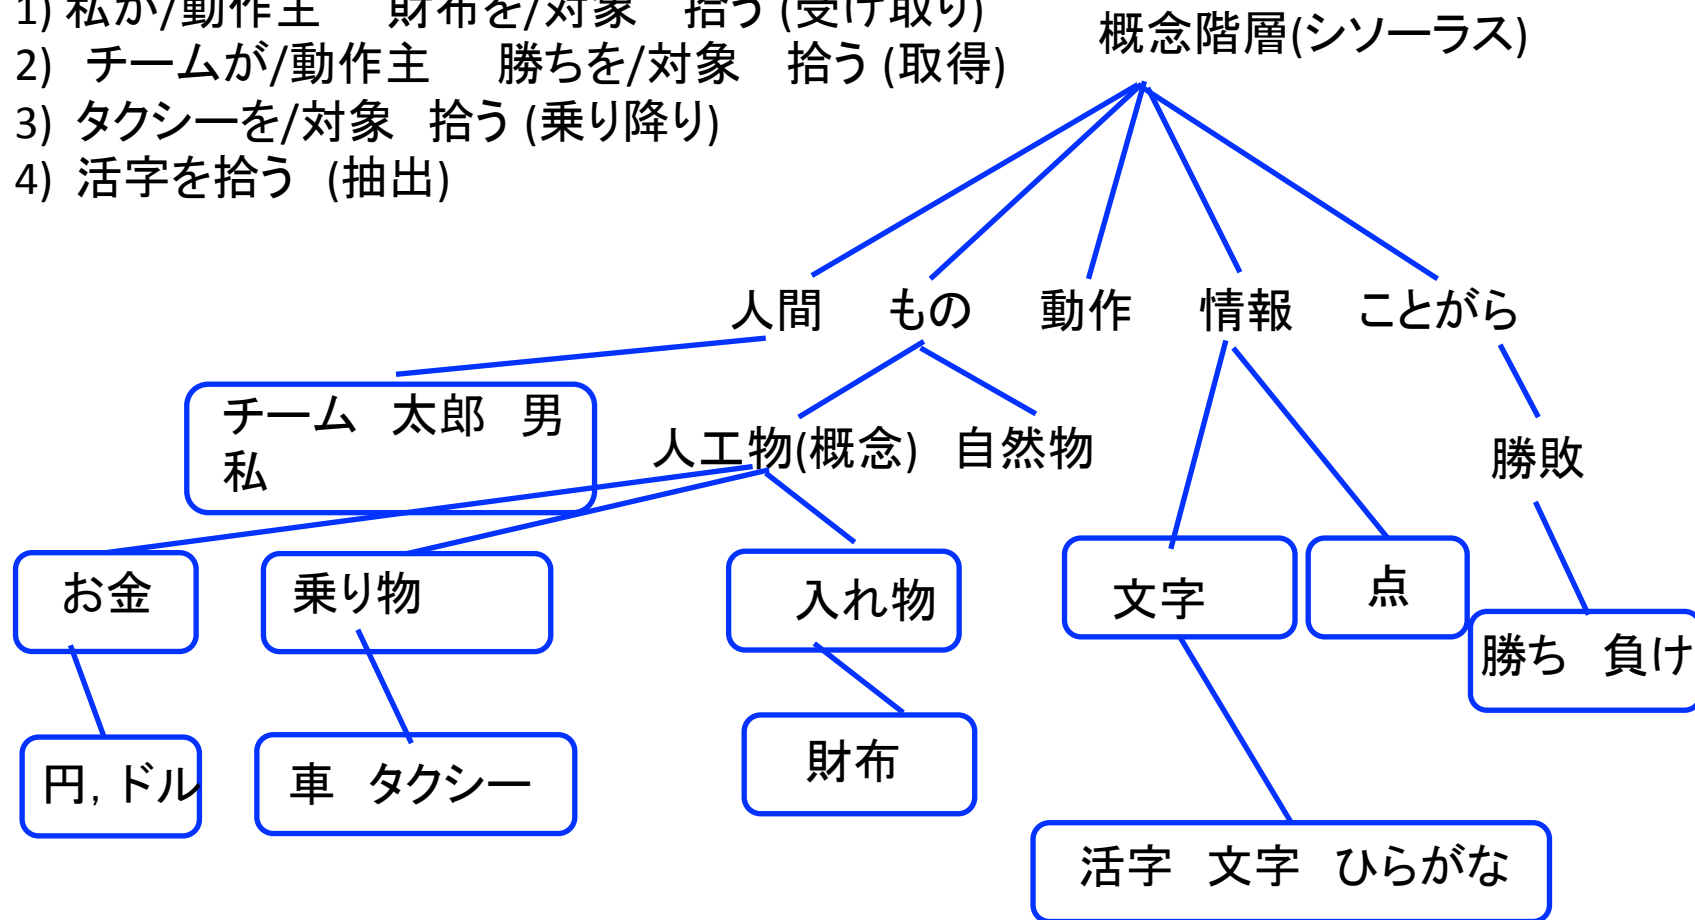 1) 私が/動作主 財布を/対象 拾う (受け取り)
2) チームが/動作主 勝ちを/対象 拾う (取得)
3) タクシーを/対象 拾う (乗り降り)
4) 活字を拾う (抽出)
概念階層(シソーラス)
人間 もの 動作 情報 ことがら
チーム 太郎 男
私
人工物(概念) 自然物
勝敗
お金
乗り物
入れ物
文字
点
勝ち 負け
円, ドル
車 タクシー
財布
活字 文字 ひらがな